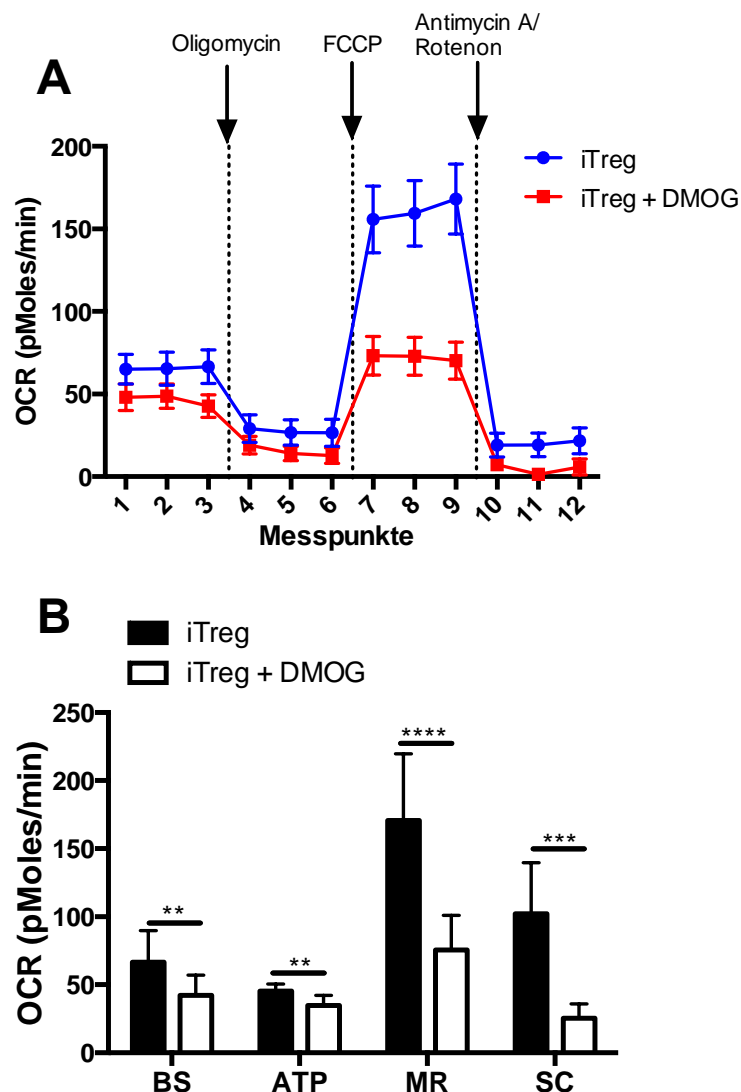 Oligomycin
FCCP
Antimycin A/
Rotenon
A
200
150
100
50
0
OCR (pMoles/min)
1 2 3 4 5 6 7 8 9 10 11 12
Messpunkte
iTreg
iTreg + DMOG
B
iTreg
iTreg + DMOG
250
200
150
100
50
0
OCR (pMoles/min)
** ** **** ***
BS ATP MR SC